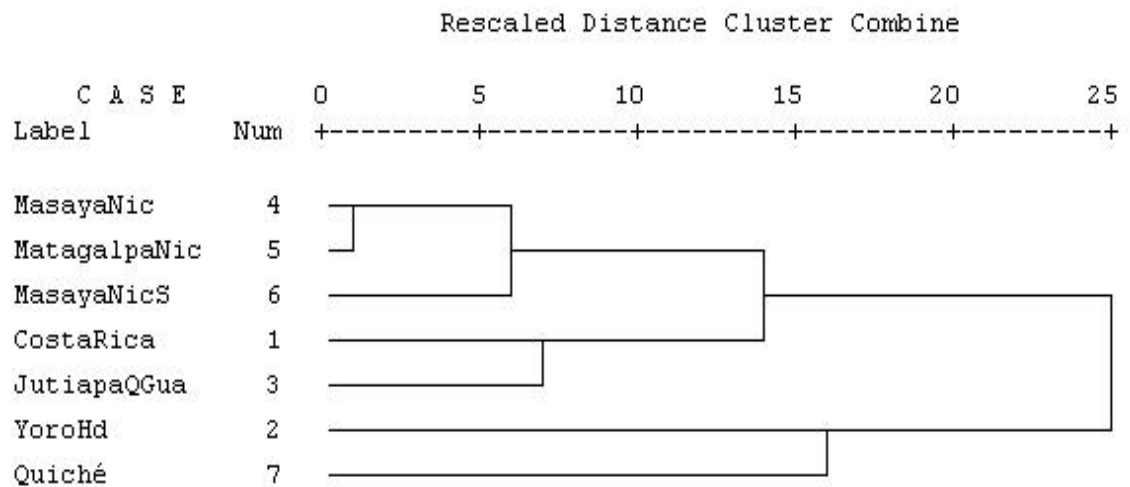 Rescaled Distance Cluster Combine
C A S E 0 5 10 15 20 25
Label Num +---------+---------+---------+---------+---------+
MasayaNic 4
MatagalpaNic 5
MasayaNicS 6
CostaRica 1
JutiapaQGua 3
YoroHd 2
Quiché 7